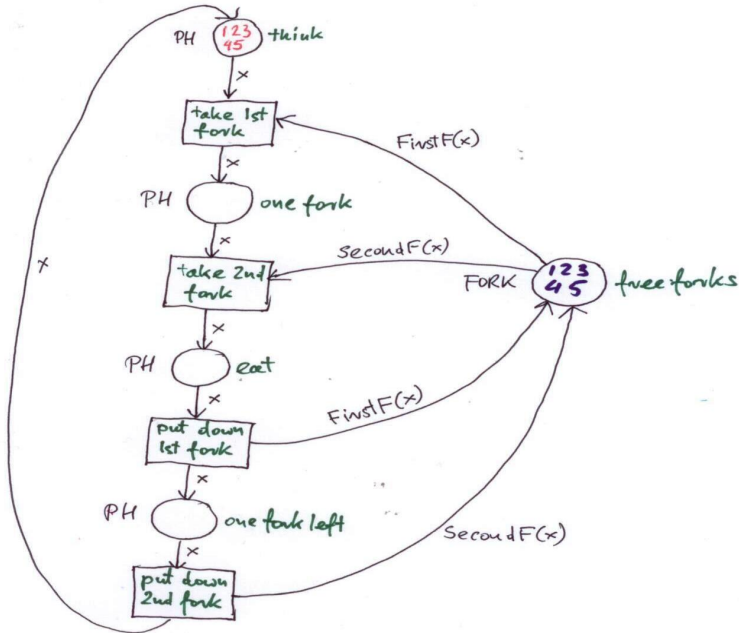 PH
123
45
think
x
take 1st
fork
FirstF(x)
x
PH
one fork
x
SecondF(x)
take 2nd
fork
123
45
FORK
free forks
x
x
PH
eat
x
FirstF(x)
put down
1st fork
x
PH
one fork left
x
SecondF(x)
put down
2nd fork